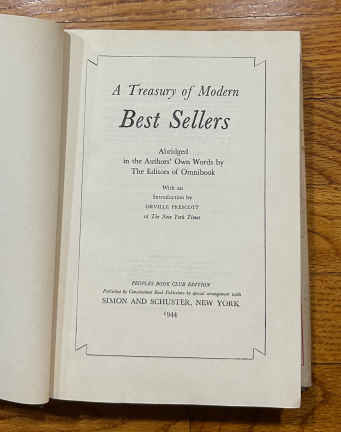 A Treasury of Modern
Best Sellers
Abridged
in the Authors' Own Words by
The Editors of Omnibook
With an
Introduction by
ORVILLE PRESCOTT
of The New York Times
PEOPLES BOOK CLUB EDITION
Published by Consolidated Book Publishers by special arrangement with
SIMON AND SCHUSTER, NEW YORK
1944